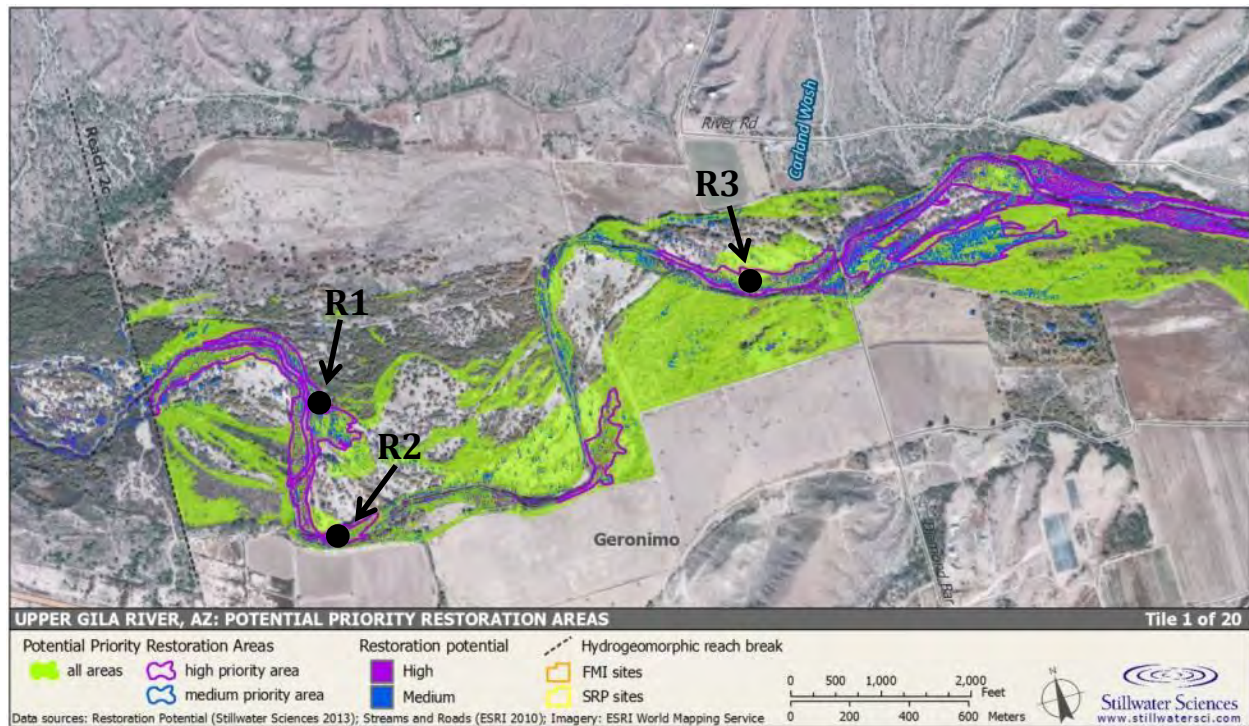 River Rd
Garland Wash
Reach 2c
R3
R1
R2
Geronimo
UPPER GILA RIVER, AZ: POTENTIAL PRIORITY RESTORATION AREAS Tile 1 of 20
Potential Priority Restoration Areas
all areas
high priority area
medium priority area
Restoration potential
High
Medium
Hydrogeomorphic reach break
FMI sites
SRP sites
0 500 1,000 2,000
Feet
0 200 400 600 Meters
N
Stillwater Sciences
www.stillwatersci.com
Data sources: Restoration Potential (Stillwater Sciences 2013); Streams and Roads (ESRI 2010); Imagery: ESRI World Mapping Service